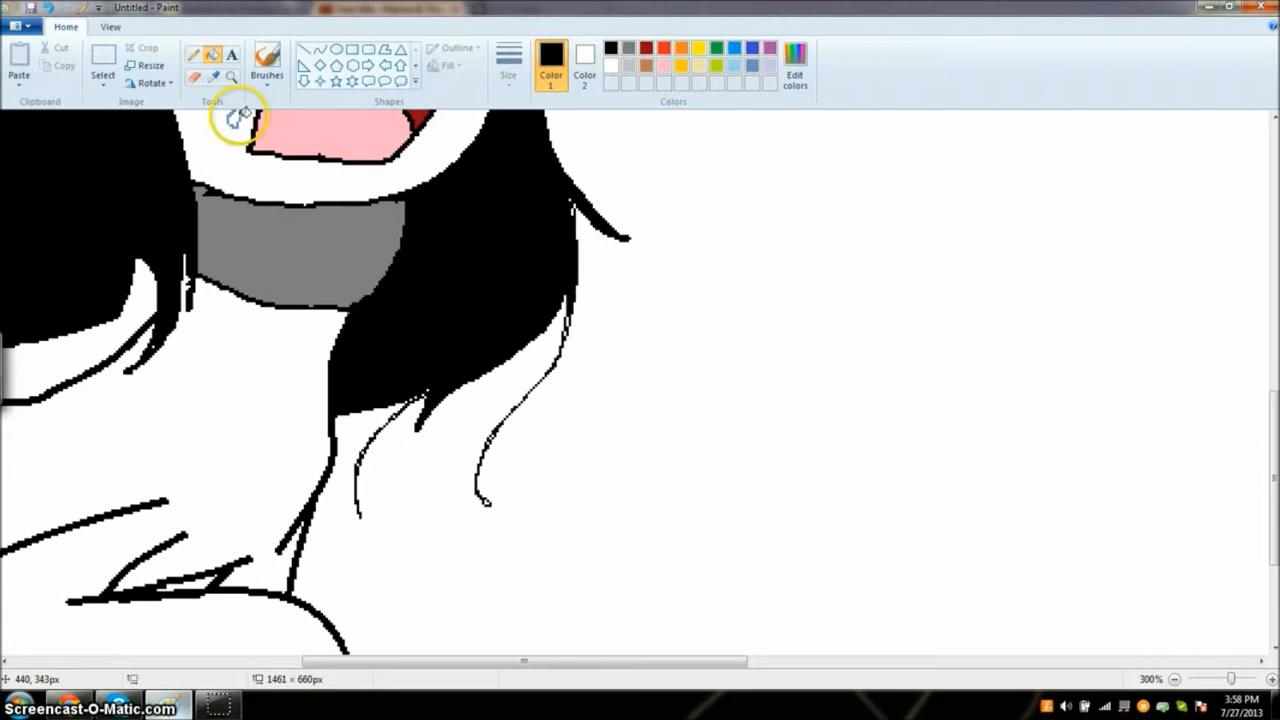 Untitled - Paint
Home
View
Paste
Cut
Copy
Clipboard
Select
Crop
Resize
Rotate
Image
A
Tools
Brushes
Outline
Fill
Shapes
Size
Color
1
Color
2
Edit
colors
Colors
440, 343px
1461 × 660px
300%
Screencast-O-Matic.com
3:58 PM
7/27/2013